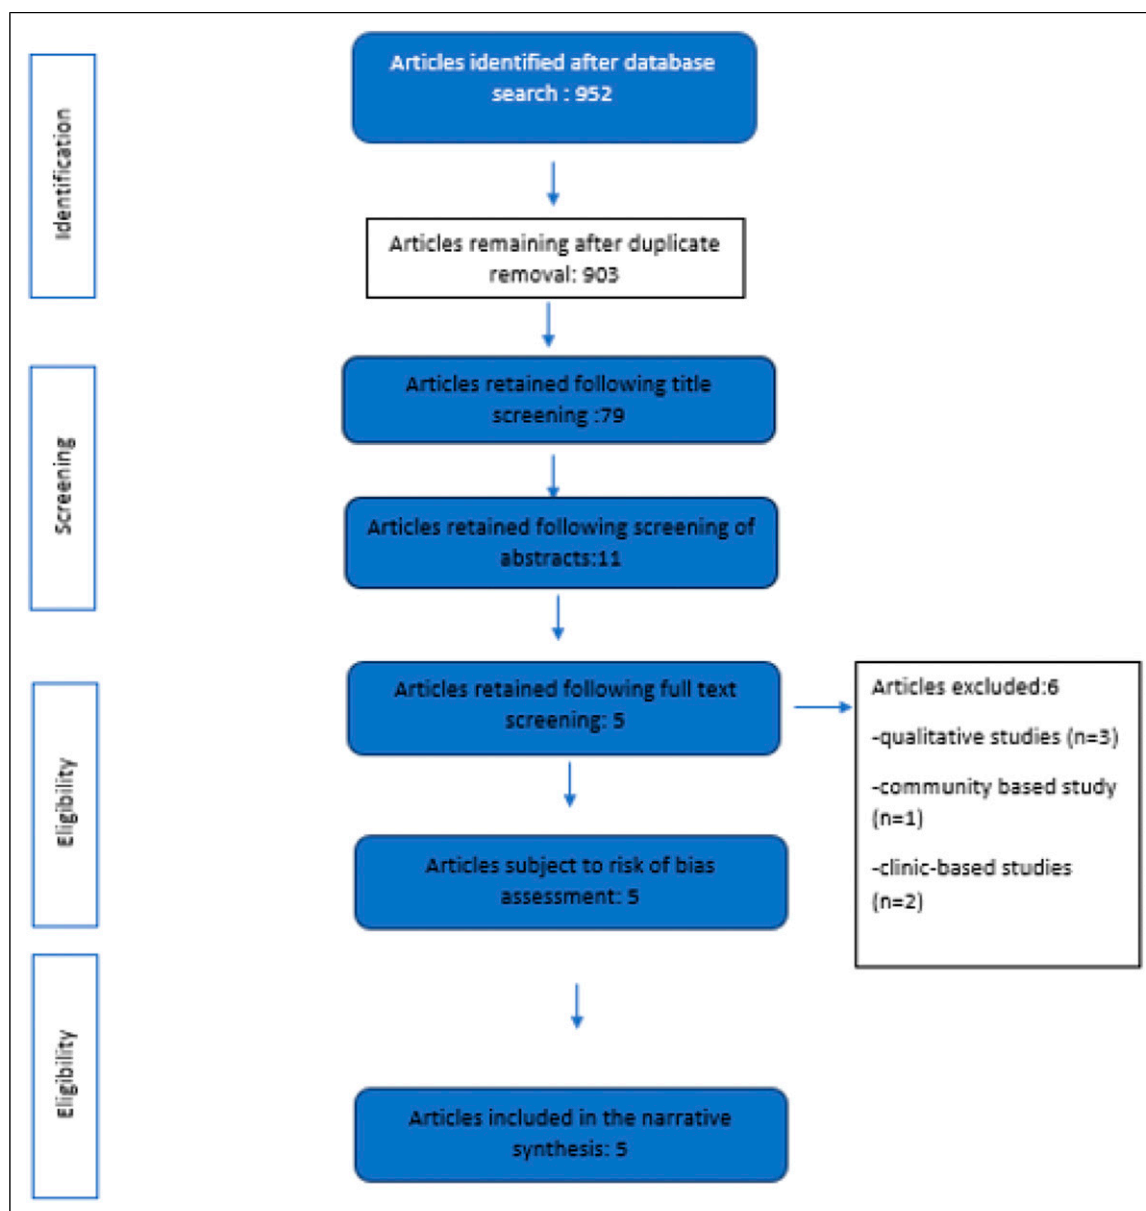 Identification
Articles identified after database
search : 952
Articles remaining after duplicate
removal: 903
Screening
Articles retained following title
screening :79
Articles retained following screening of
abstracts:11
Eligibility
Articles retained following full text
screening: 5
Articles excluded:6
-qualitative studies (n=3)
-community based study
(n=1)
-clinic-based studies
(n=2)
Articles subject to risk of bias
assessment: 5
Eligibility
Articles included in the narrative
synthesis: 5